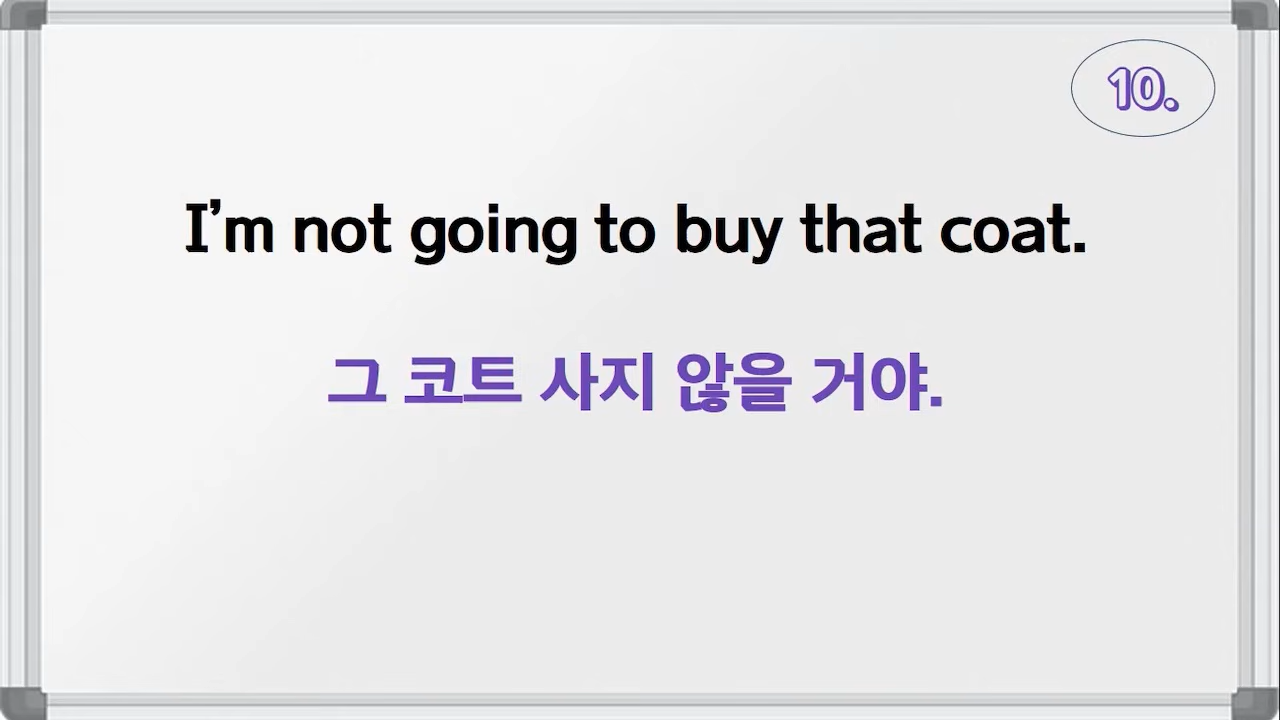 10.
I’m not going to buy that coat.
그 코트 사지 않을 거야.